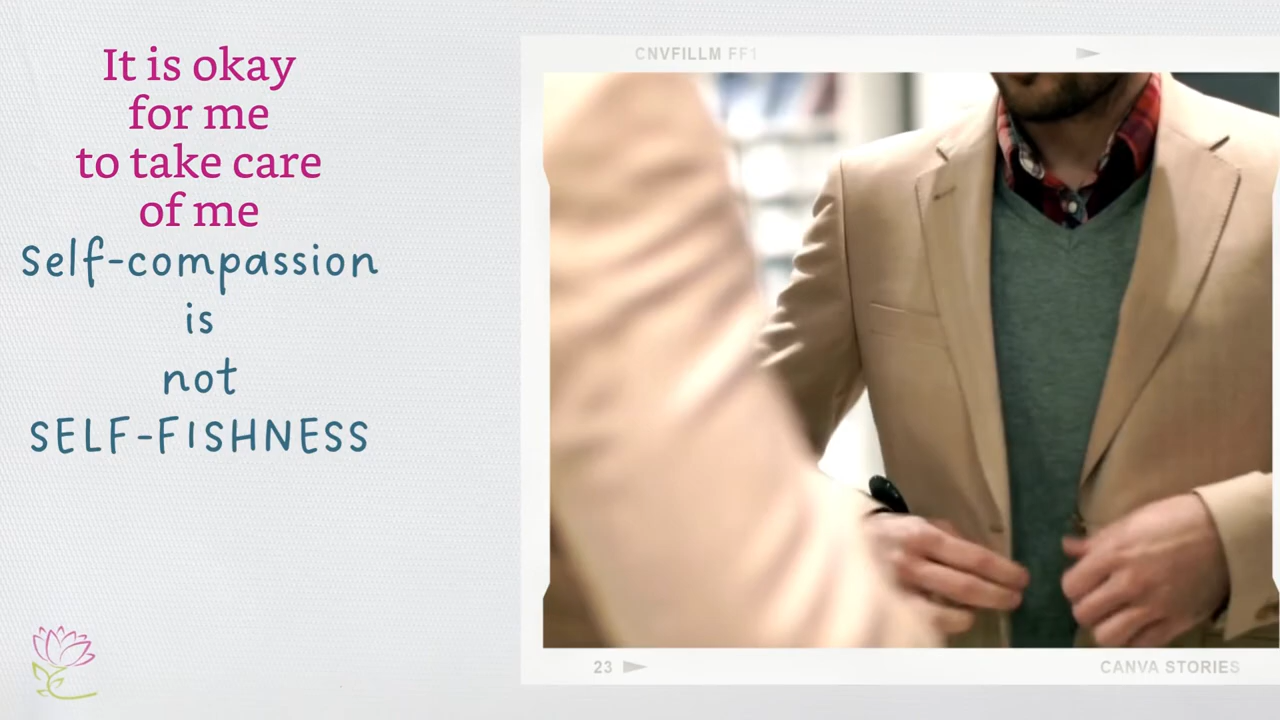 It is okay
for me
to take care
of me
Self-compassion
is
not
SELF-FISHNESS
CNVFILLM FF1
23
CANVA STORIES